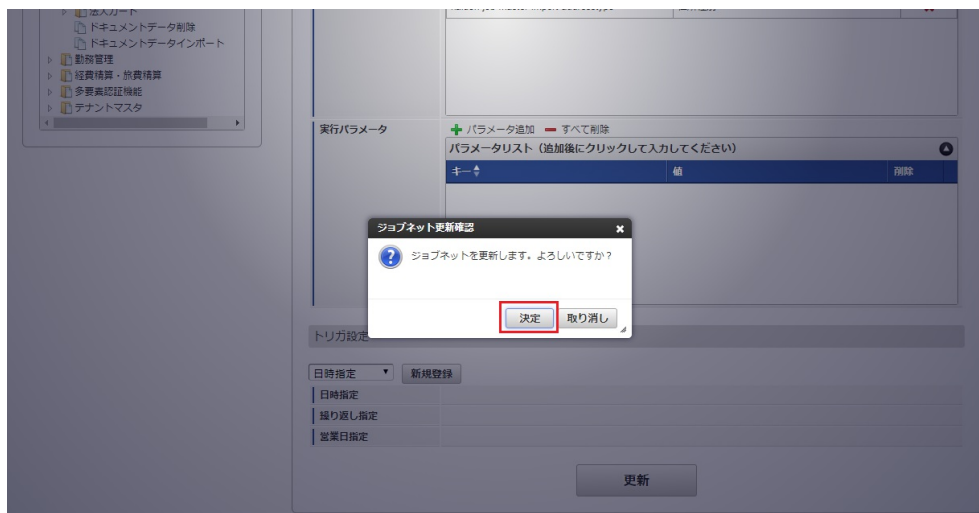 法人カード
ドキュメントデータ削除
ドキュメントデータインポート
勤務管理
経費精算・旅費精算
多要素認証機能
テナントマスタ
実行パラメータ
パラメータ追加 すべて削除
パラメータリスト（追加後にクリックして入力してください）
キー 値 削除
ジョブネット更新確認
ジョブネットを更新します。よろしいですか？
決定 取り消し
トリガ設定
日時指定 新規登録
日時指定
繰り返し指定
営業日指定
更新